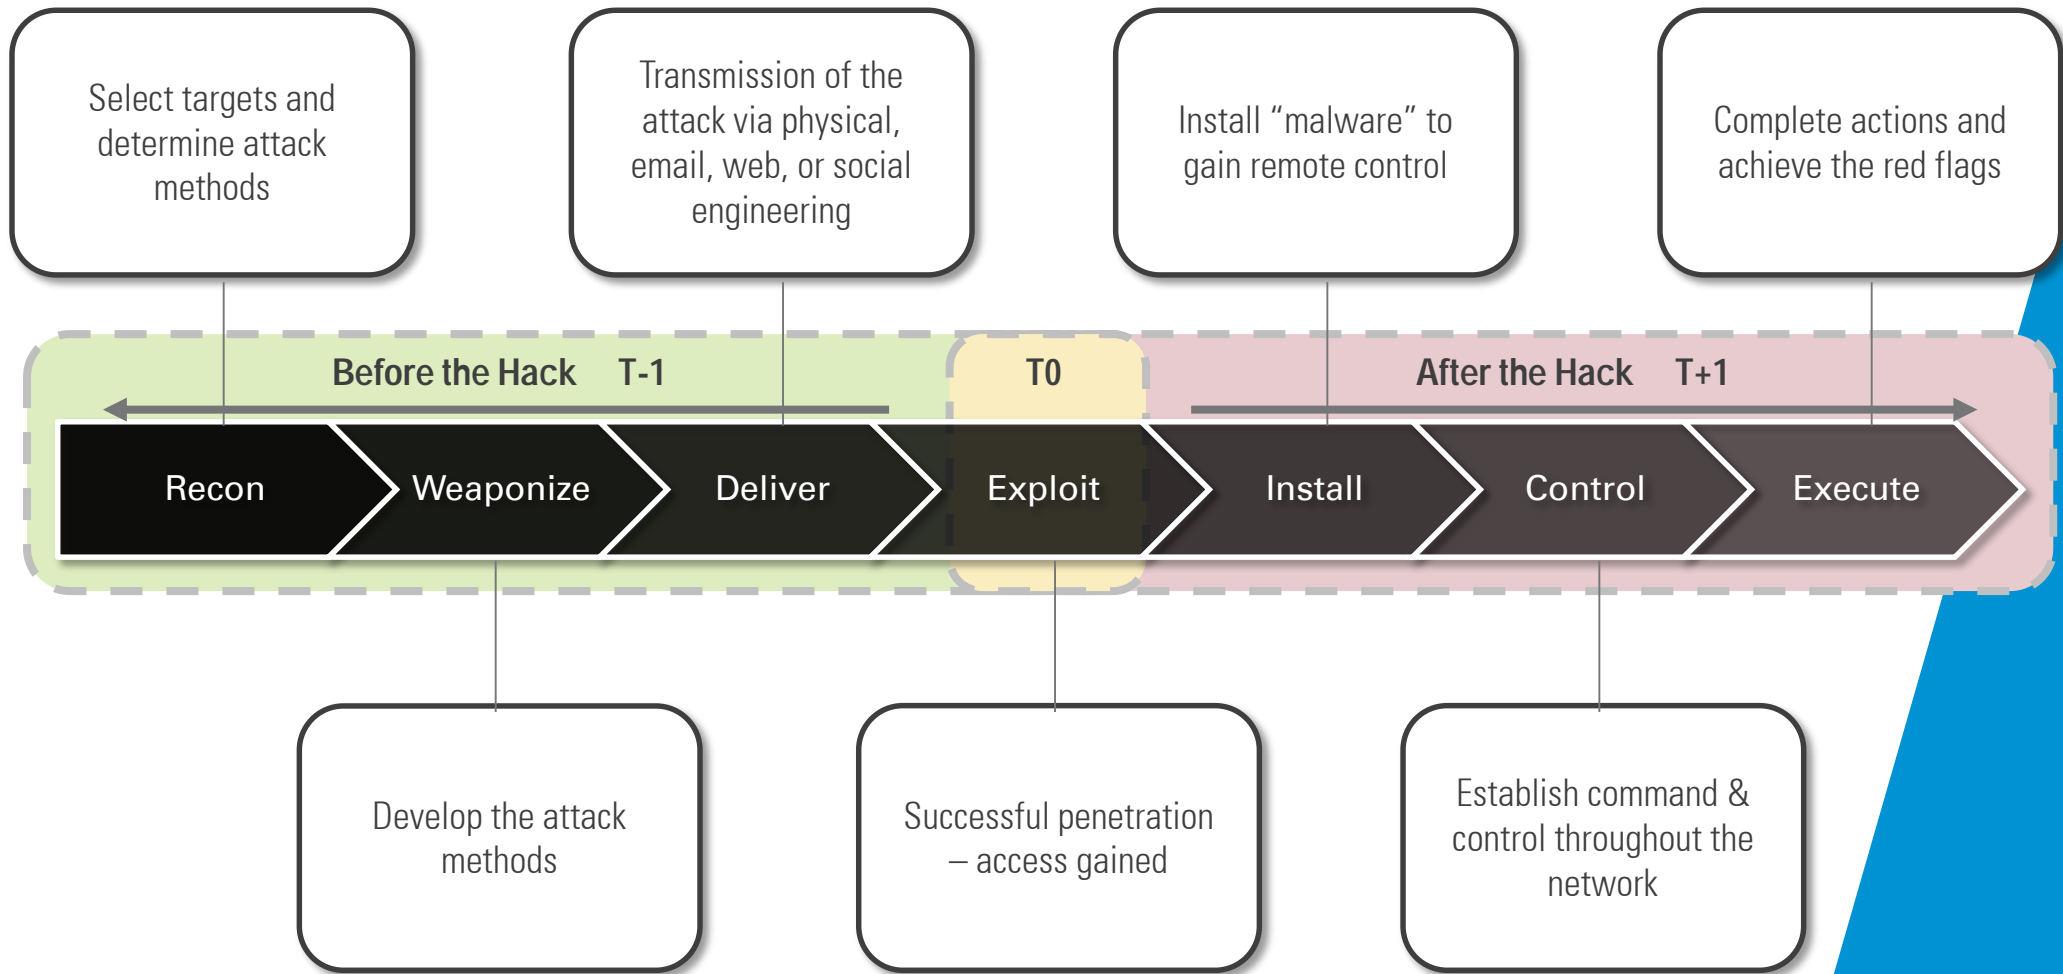 Select targets and
determine attack
methods
Transmission of the
attack via physical,
email, web, or social
engineering
Install “malware” to
gain remote control
Complete actions and
achieve the red flags
Before the Hack T-1
T0
After the Hack T+1
Recon
Weaponize
Deliver
Exploit
Install
Control
Execute
Develop the attack
methods
Successful penetration
– access gained
Establish command &
control throughout the
network